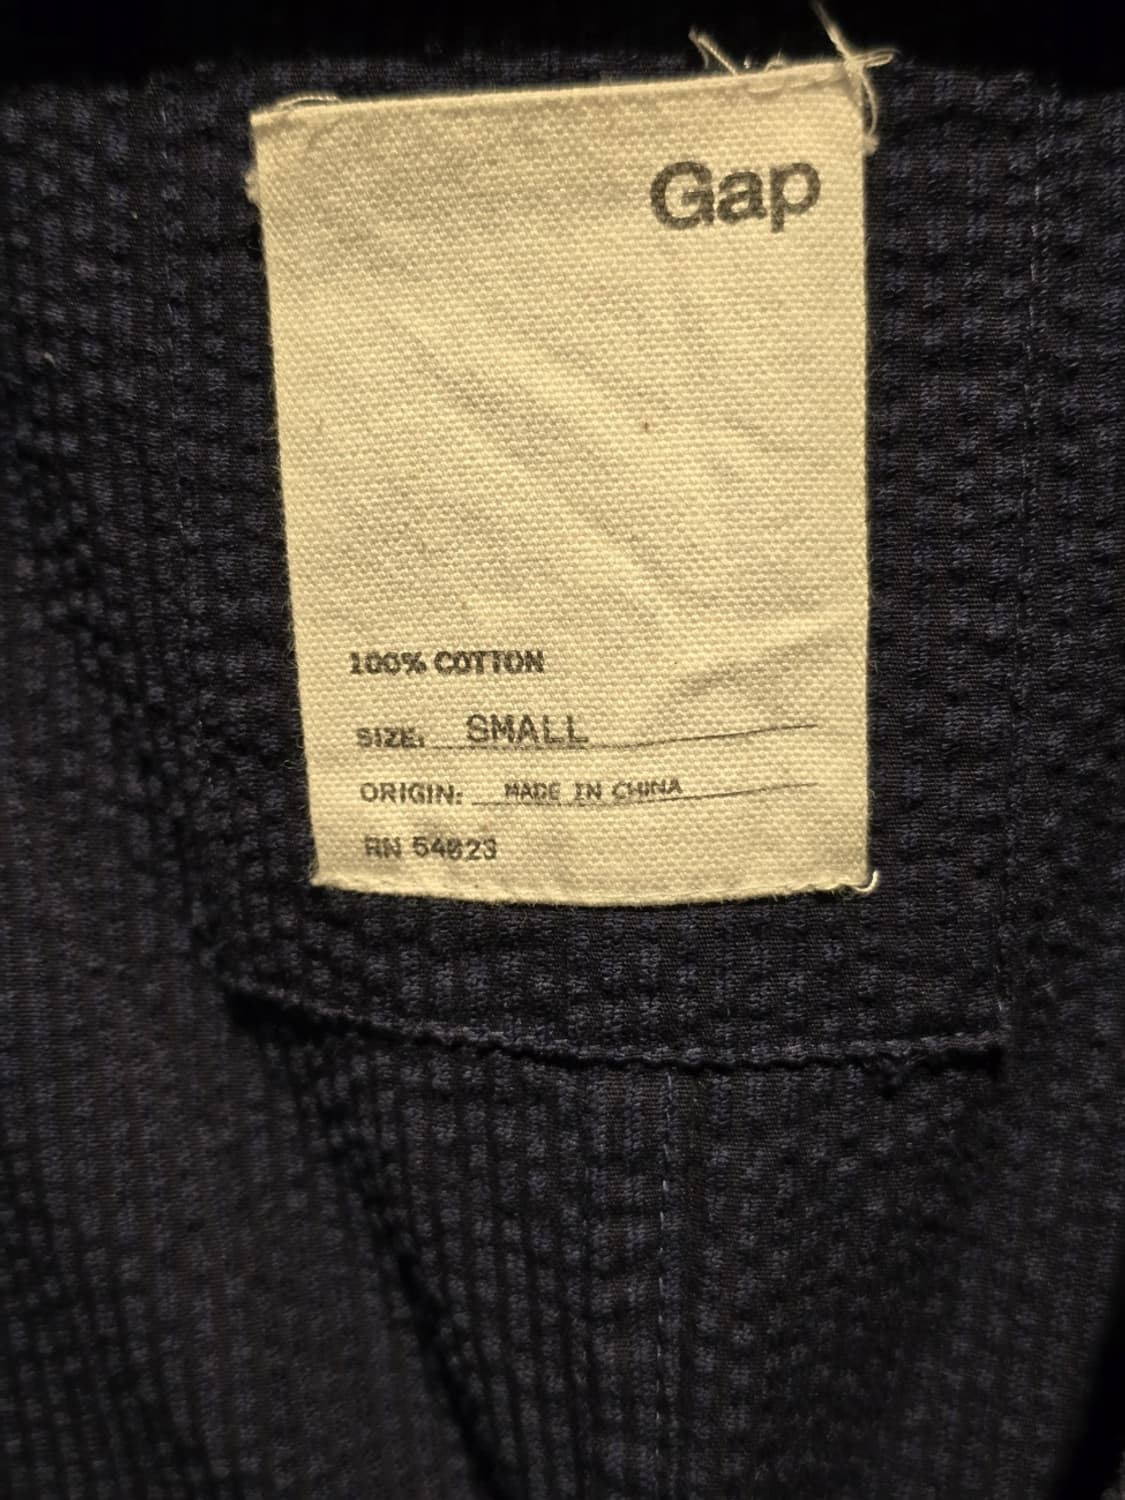 Gap
100% COTTON
SIZE: SMALL
ORIGIN: MADE IN CHINA
RN 54023